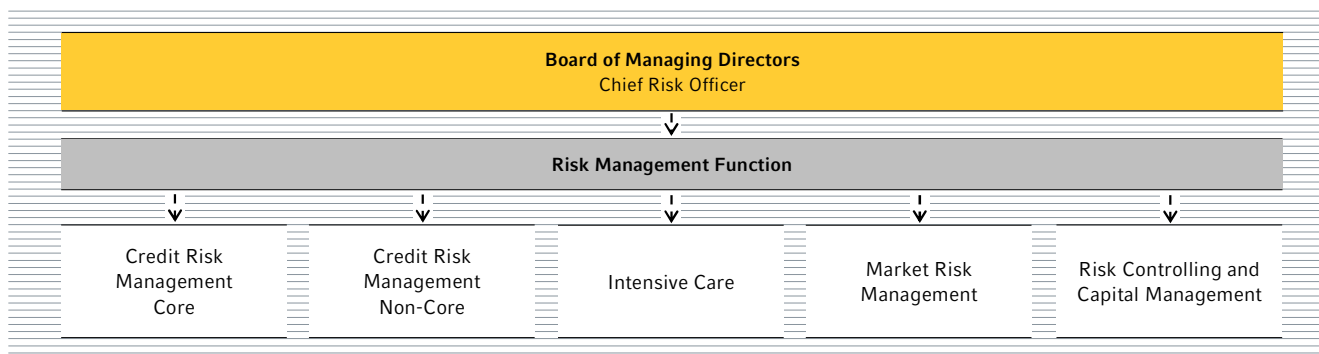 Board of Managing Directors
Chief Risk Officer
Risk Management Function
Credit Risk
Management
Core
Credit Risk
Management
Non-Core
Intensive Care
Market Risk
Management
Risk Controlling and
Capital Management